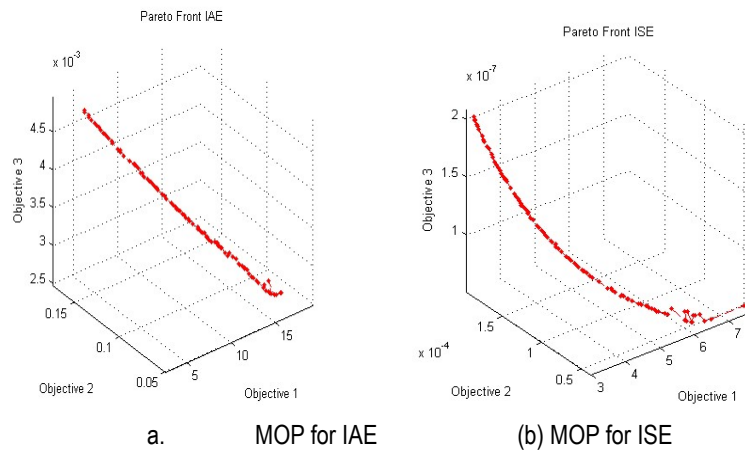 Pareto Front IAE
x 10⁻³
4.5
4
3.5
3
2.5
Objective 3
0.15
0.1
0.05
Objective 2
5
10
15
Objective 1
Pareto Front ISE
x 10⁻⁷
2
1.5
1
Objective 3
1.5
1
0.5
x 10⁻⁴
Objective 2
3
4
5
6
7
Objective 1
a. MOP for IAE
(b) MOP for ISE